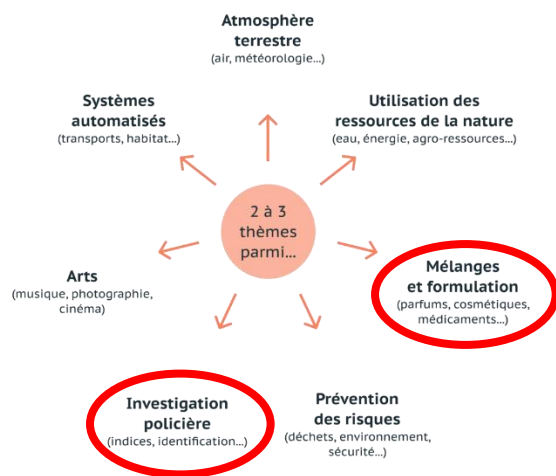 Atmosphère
terrestre
(air, météorologie...)
Systèmes
automatisés
(transports, habitat...)
Utilisation des
ressources de la nature
(eau, énergie, agro-ressources...)
2 à 3
thèmes
parmi...
Arts
(musique, photographie,
cinéma)
Mélanges
et formulation
(parfums, cosmétiques,
médicaments...)
Investigation
policière
(indices, identification...)
Prévention
des risques
(déchets, environnement,
sécurité...)